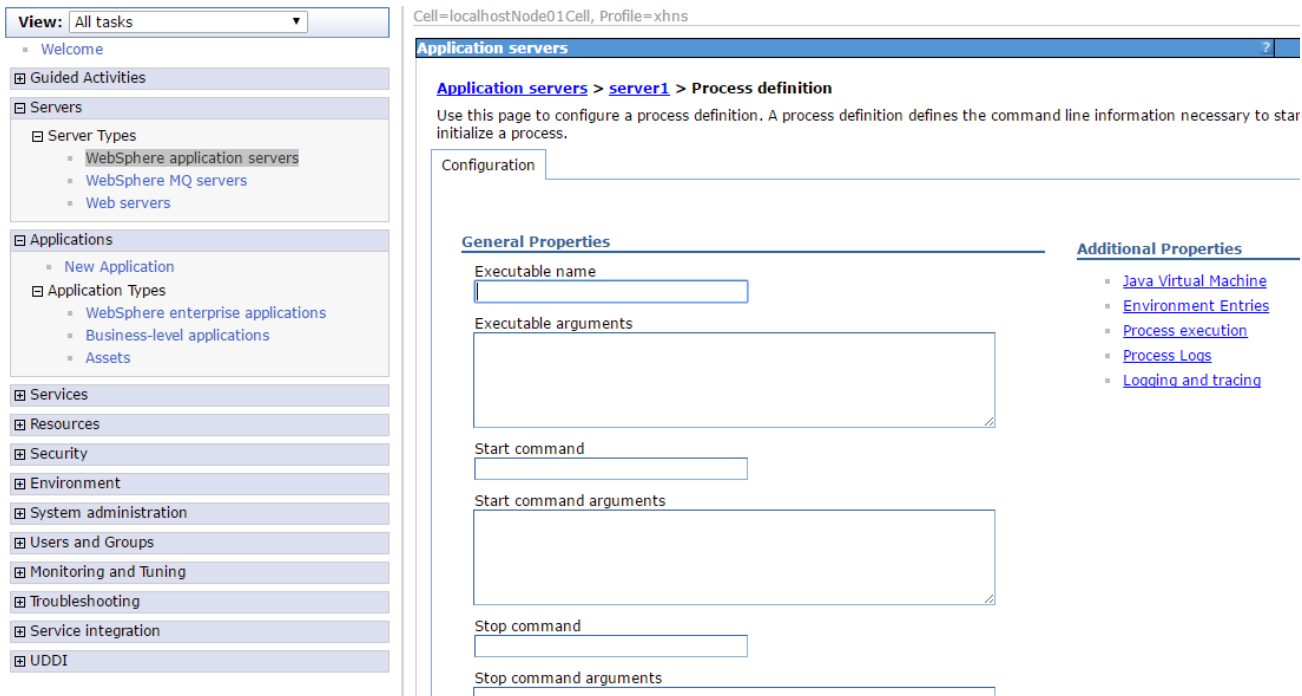 View: All tasks
Welcome
Guided Activities
Servers
Server Types
WebSphere application servers
WebSphere MQ servers
Web servers
Applications
New Application
Application Types
WebSphere enterprise applications
Business-level applications
Assets
Services
Resources
Security
Environment
System administration
Users and Groups
Monitoring and Tuning
Troubleshooting
Service integration
UDDI
Cell=localhostNode01Cell, Profile=xhns
Application servers ?
Application servers > server1 > Process definition
Use this page to configure a process definition. A process definition defines the command line information necessary to star
initialize a process.
Configuration
General Properties
Executable name
Executable arguments
Start command
Start command arguments
Stop command
Stop command arguments
Additional Properties
Java Virtual Machine
Environment Entries
Process execution
Process Logs
Logging and tracing